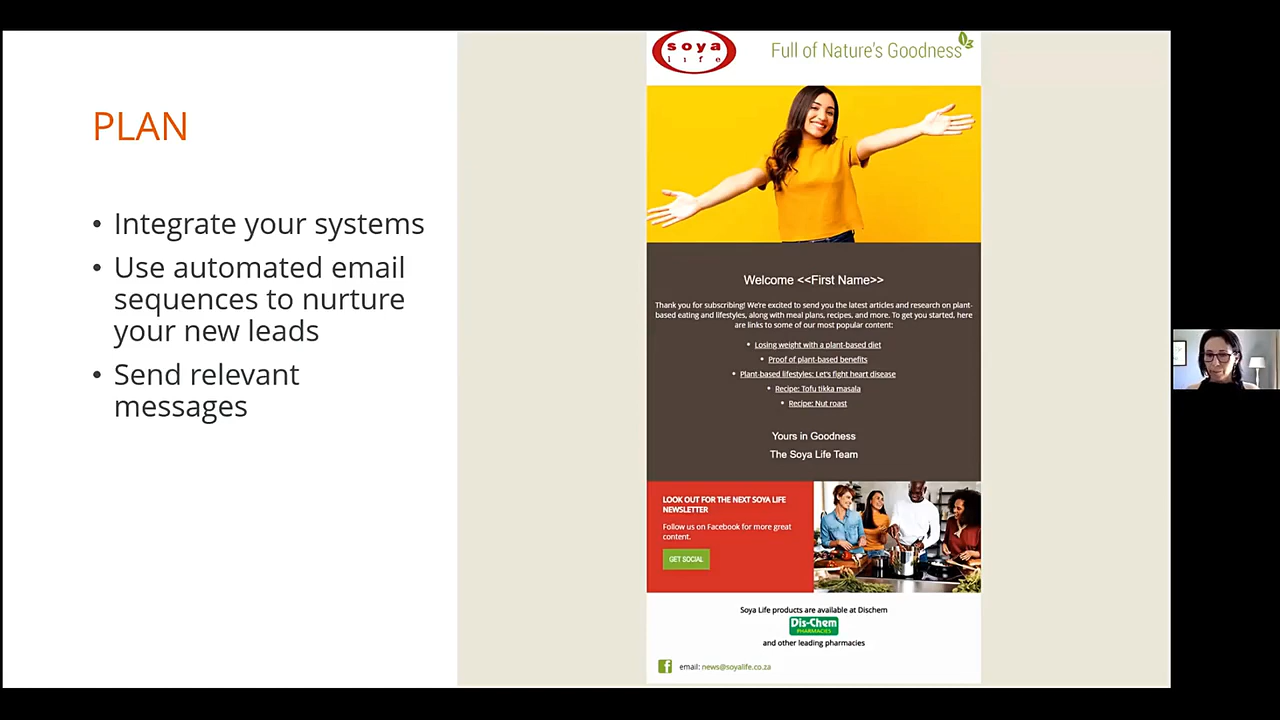 PLAN
• Integrate your systems
• Use automated email
sequences to nurture
your new leads
• Send relevant
messages
soya
life
Full of Nature's Goodness
Welcome <<First Name>>
Thank you for subscribing! We're excited to send you the latest articles and research on plant-
based eating and lifestyles, along with meal plans, recipes, and more. To get you started, here
are links to some of our most popular content:
• Losing weight with a plant-based diet
• Proof of plant-based benefits
• Plant-based lifestyles: Let's fight heart disease
• Recipe: Tofu tikka masala
• Recipe: Nut roast
Yours in Goodness
The Soya Life Team
LOOK OUT FOR THE NEXT SOYA LIFE
NEWSLETTER
Follow us on Facebook for more great
content.
GET SOCIAL
Soya Life products are available at Dischem
Dis-Chem
PHARMACIES
and other leading pharmacies
f email: news@soyalife.co.za